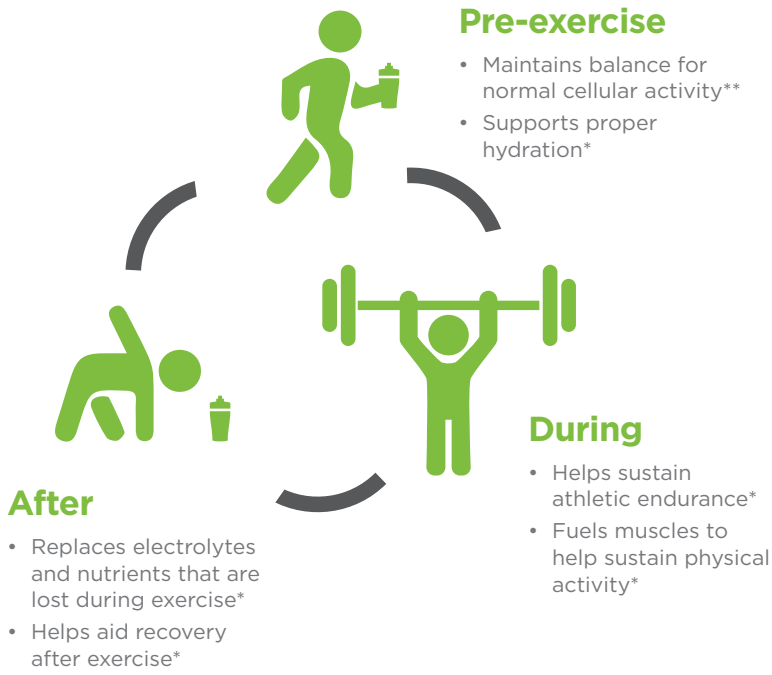 Pre-exercise
• Maintains balance for
normal cellular activity**
• Supports proper
hydration*
During
• Helps sustain
athletic endurance*
• Fuels muscles to
help sustain physical
activity*
After
• Replaces electrolytes
and nutrients that are
lost during exercise*
• Helps aid recovery
after exercise*